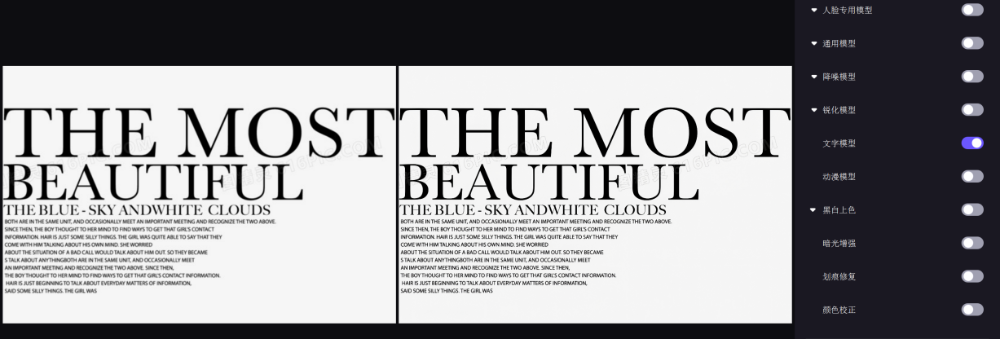 THE MOST
BEAUTIFUL
THE BLUE - SKY ANDWHITE CLOUDS
BOTH ARE IN THE SAME UNIT, AND OCCASIONALLY MEET AN IMPORTANT MEETING AND RECOGNIZE THE TWO ABOVE.
SINCE THEN, THE BOY THOUGHT TO HER MIND TO FIND WAYS TO GET THAT GIRL'S CONTACT
INFORMATION. HAIR IS JUST SOME SILLY THINGS. THE GIRL WAS QUITE ABLE TO SAY THAT THEY
COME WITH HIM TALKING ABOUT HIS OWN MIND. SHE WORRIED
ABOUT THE SITUATION OF A BAD CALL WOULD TALK ABOUT HIM OUT. SO THEY BECAME
S TALK ABOUT ANYTHINGBOTH ARE IN THE SAME UNIT, AND OCCASIONALLY MEET
AN IMPORTANT MEETING AND RECOGNIZE THE TWO ABOVE. SINCE THEN,
THE BOY THOUGHT TO HER MIND TO FIND WAYS TO GET THAT GIRL'S CONTACT INFORMATION.
HAIR IS JUST BEGINNING TO TALK ABOUT EVERYDAY MATTERS OF INFORMATION,
SAID SOME SILLY THINGS. THE GIRL WAS
THE MOST
BEAUTIFUL
THE BLUE - SKY ANDWHITE CLOUDS
BOTH ARE IN THE SAME UNIT, AND OCCASIONALLY MEET AN IMPORTANT MEETING AND RECOGNIZE THE TWO ABOVE.
SINCE THEN, THE BOY THOUGHT TO HER MIND TO FIND WAYS TO GET THAT GIRL'S CONTACT
INFORMATION. HAIR IS JUST SOME SILLY THINGS. THE GIRL WAS QUITE ABLE TO SAY THAT THEY
COME WITH HIM TALKING ABOUT HIS OWN MIND. SHE WORRIED
ABOUT THE SITUATION OF A BAD CALL WOULD TALK ABOUT HIM OUT. SO THEY BECAME
S TALK ABOUT ANYTHINGBOTH ARE IN THE SAME UNIT, AND OCCASIONALLY MEET
AN IMPORTANT MEETING AND RECOGNIZE THE TWO ABOVE. SINCE THEN,
THE BOY THOUGHT TO HER MIND TO FIND WAYS TO GET THAT GIRL'S CONTACT INFORMATION.
HAIR IS JUST BEGINNING TO TALK ABOUT EVERYDAY MATTERS OF INFORMATION,
SAID SOME SILLY THINGS. THE GIRL WAS
人脸专用模型
通用模型
降噪模型
锐化模型
文字模型
动漫模型
黑白上色
暗光增强
划痕修复
颜色校正